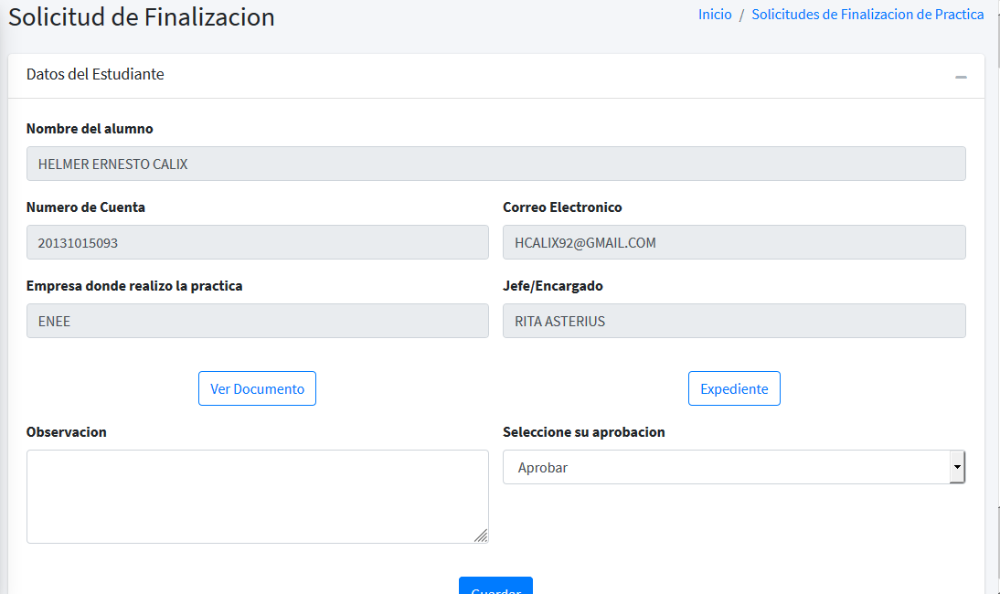 Solicitud de Finalizacion
Inicio / Solicitudes de Finalizacion de Practica
Datos del Estudiante
Nombre del alumno
HELMER ERNESTO CALIX
Numero de Cuenta
Correo Electronico
20131015093
HCALIX92@GMAIL.COM
Empresa donde realizo la practica
Jefe/Encargado
ENEE
RITA ASTERIUS
Ver Documento
Expediente
Observacion
Seleccione su aprobacion
Aprobar
Guardar